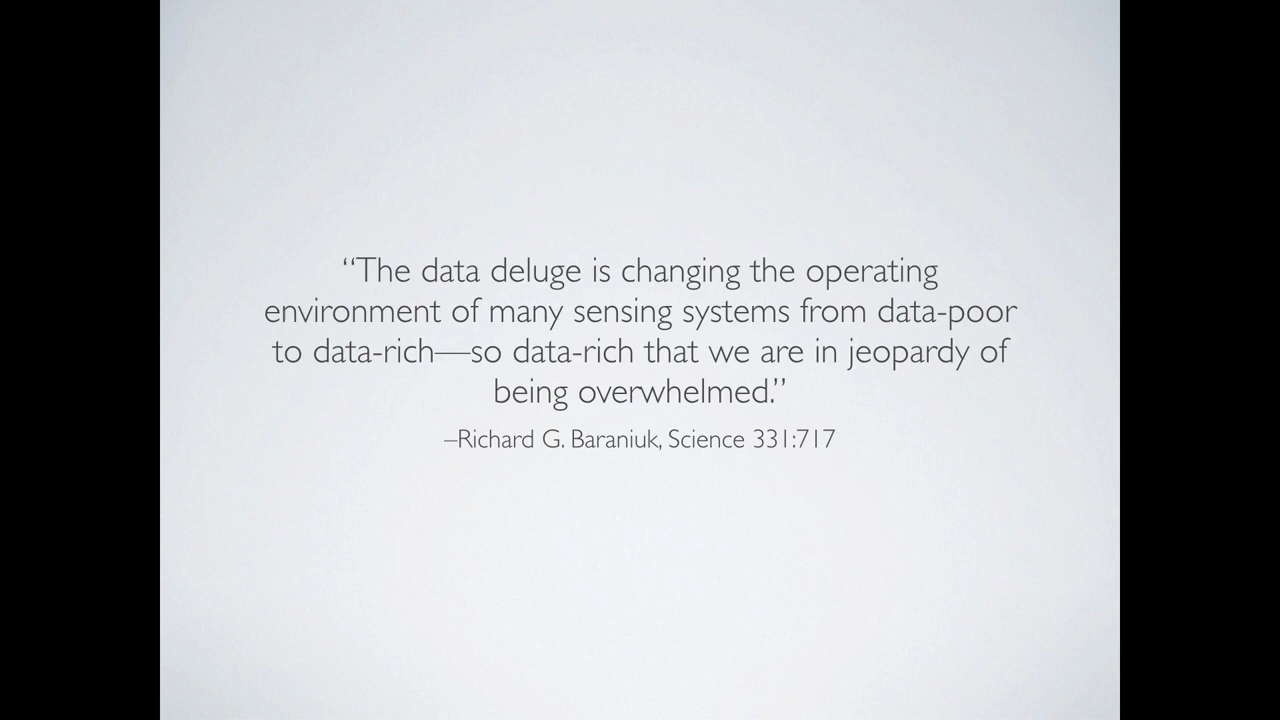 “The data deluge is changing the operating
environment of many sensing systems from data-poor
to data-rich—so data-rich that we are in jeopardy of
being overwhelmed.”
–Richard G. Baraniuk, Science 331:717